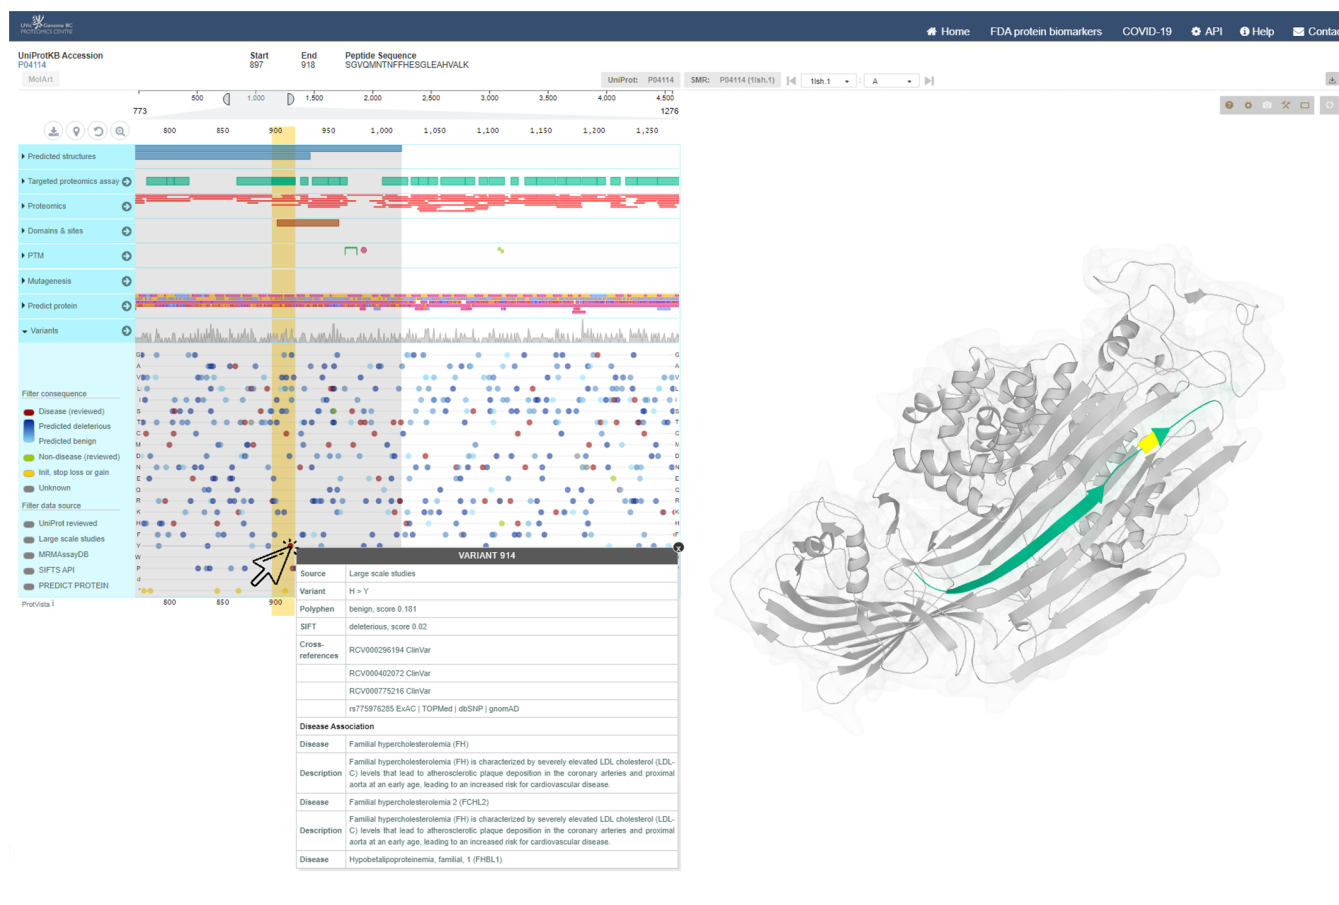 UVic Genome BC
PROTEOMICS CENTRE
Home FDA protein biomarkers COVID-19 API Help Contac
UniProtKB Accession Start End Peptide Sequence
P04114 897 918 SGVQMNTNFFHESGLEAHVALK
MolArt UniProt: P04114 SMR: P04114 (1lsh.1) 1lsh.1 : A
500 1,000 1,500 2,000 2,500 3,000 3,500 4,000 4,500
773 1276
800 850 900 950 1,000 1,050 1,100 1,150 1,200 1,250
Predicted structures
Targeted proteomics assay
Proteomics
Domains & sites
PTM
Mutagenesis
Predict protein
Variants
G G
A A
V V
L L
I I
S S
T T
C C
M M
D D
N N
E E
Q Q
R R
K K
H H
F F
Y
W
P
d
*
Filter consequence
Disease (reviewed)
Predicted deleterious
Predicted benign
Non-disease (reviewed)
Init, stop loss or gain
Unknown
Filter data source
UniProt reviewed
Large scale studies
MRMAssayDB
SIFTS API
PREDICT PROTEIN
ProtVista i 800 850 900
VARIANT 914 x
Source Large scale studies
Variant H > Y
Polyphen benign, score 0.181
SIFT deleterious, score 0.02
Cross-
references RCV000296194 ClinVar
RCV000402072 ClinVar
RCV000775216 ClinVar
rs775976285 ExAC | TOPMed | dbSNP | gnomAD
Disease Association
Disease Familial hypercholesterolemia (FH)
Description Familial hypercholesterolemia (FH) is characterized by severely elevated LDL cholesterol (LDL-
C) levels that lead to atherosclerotic plaque deposition in the coronary arteries and proximal
aorta at an early age, leading to an increased risk for cardiovascular disease.
Disease Familial hypercholesterolemia 2 (FCHL2)
Description Familial hypercholesterolemia (FH) is characterized by severely elevated LDL cholesterol (LDL-
C) levels that lead to atherosclerotic plaque deposition in the coronary arteries and proximal
aorta at an early age, leading to an increased risk for cardiovascular disease.
Disease Hypobetalipoproteinemia, familial, 1 (FHBL1)